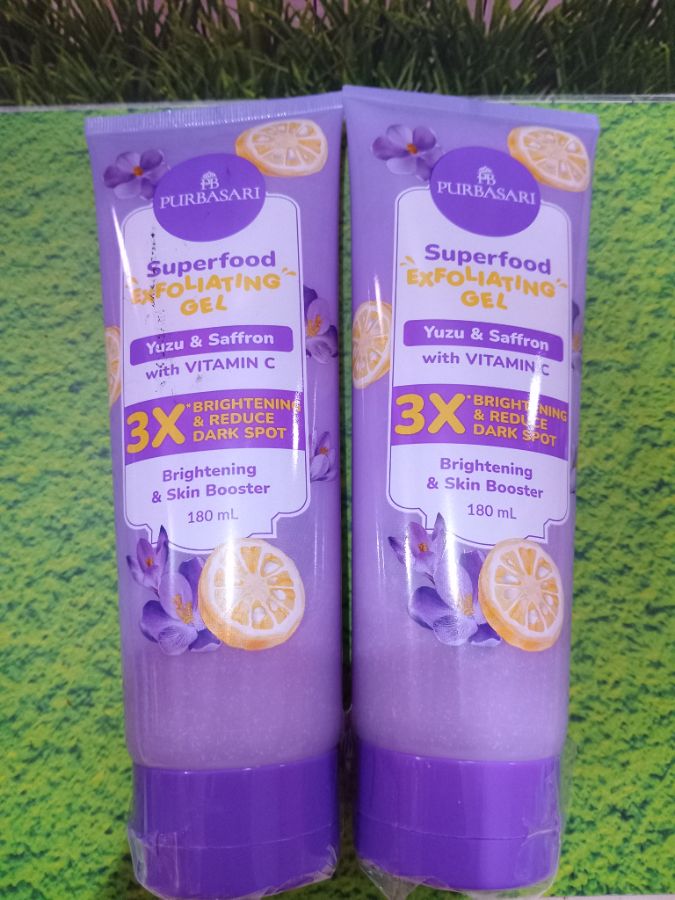 PB
PURBASARI
Superfood
EXFOLIATING
GEL
Yuzu & Saffron
with VITAMIN C
3X*BRIGHTENING
& REDUCE
DARK SPOT
Brightening
& Skin Booster
180 mL
PB
PURBASARI
Superfood
EXFOLIATING
GEL
Yuzu & Saffron
with VITAMIN C
3X*BRIGHTENING
& REDUCE
DARK SPOT
Brightening
& Skin Booster
180 mL